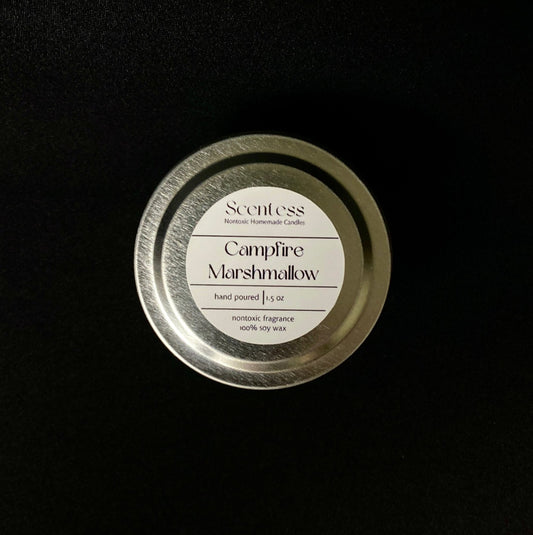 Scentess
Nontoxic Homemade Candles
Campfire
Marshmallow
hand poured | 1.5 oz
nontoxic fragrance
100% soy wax